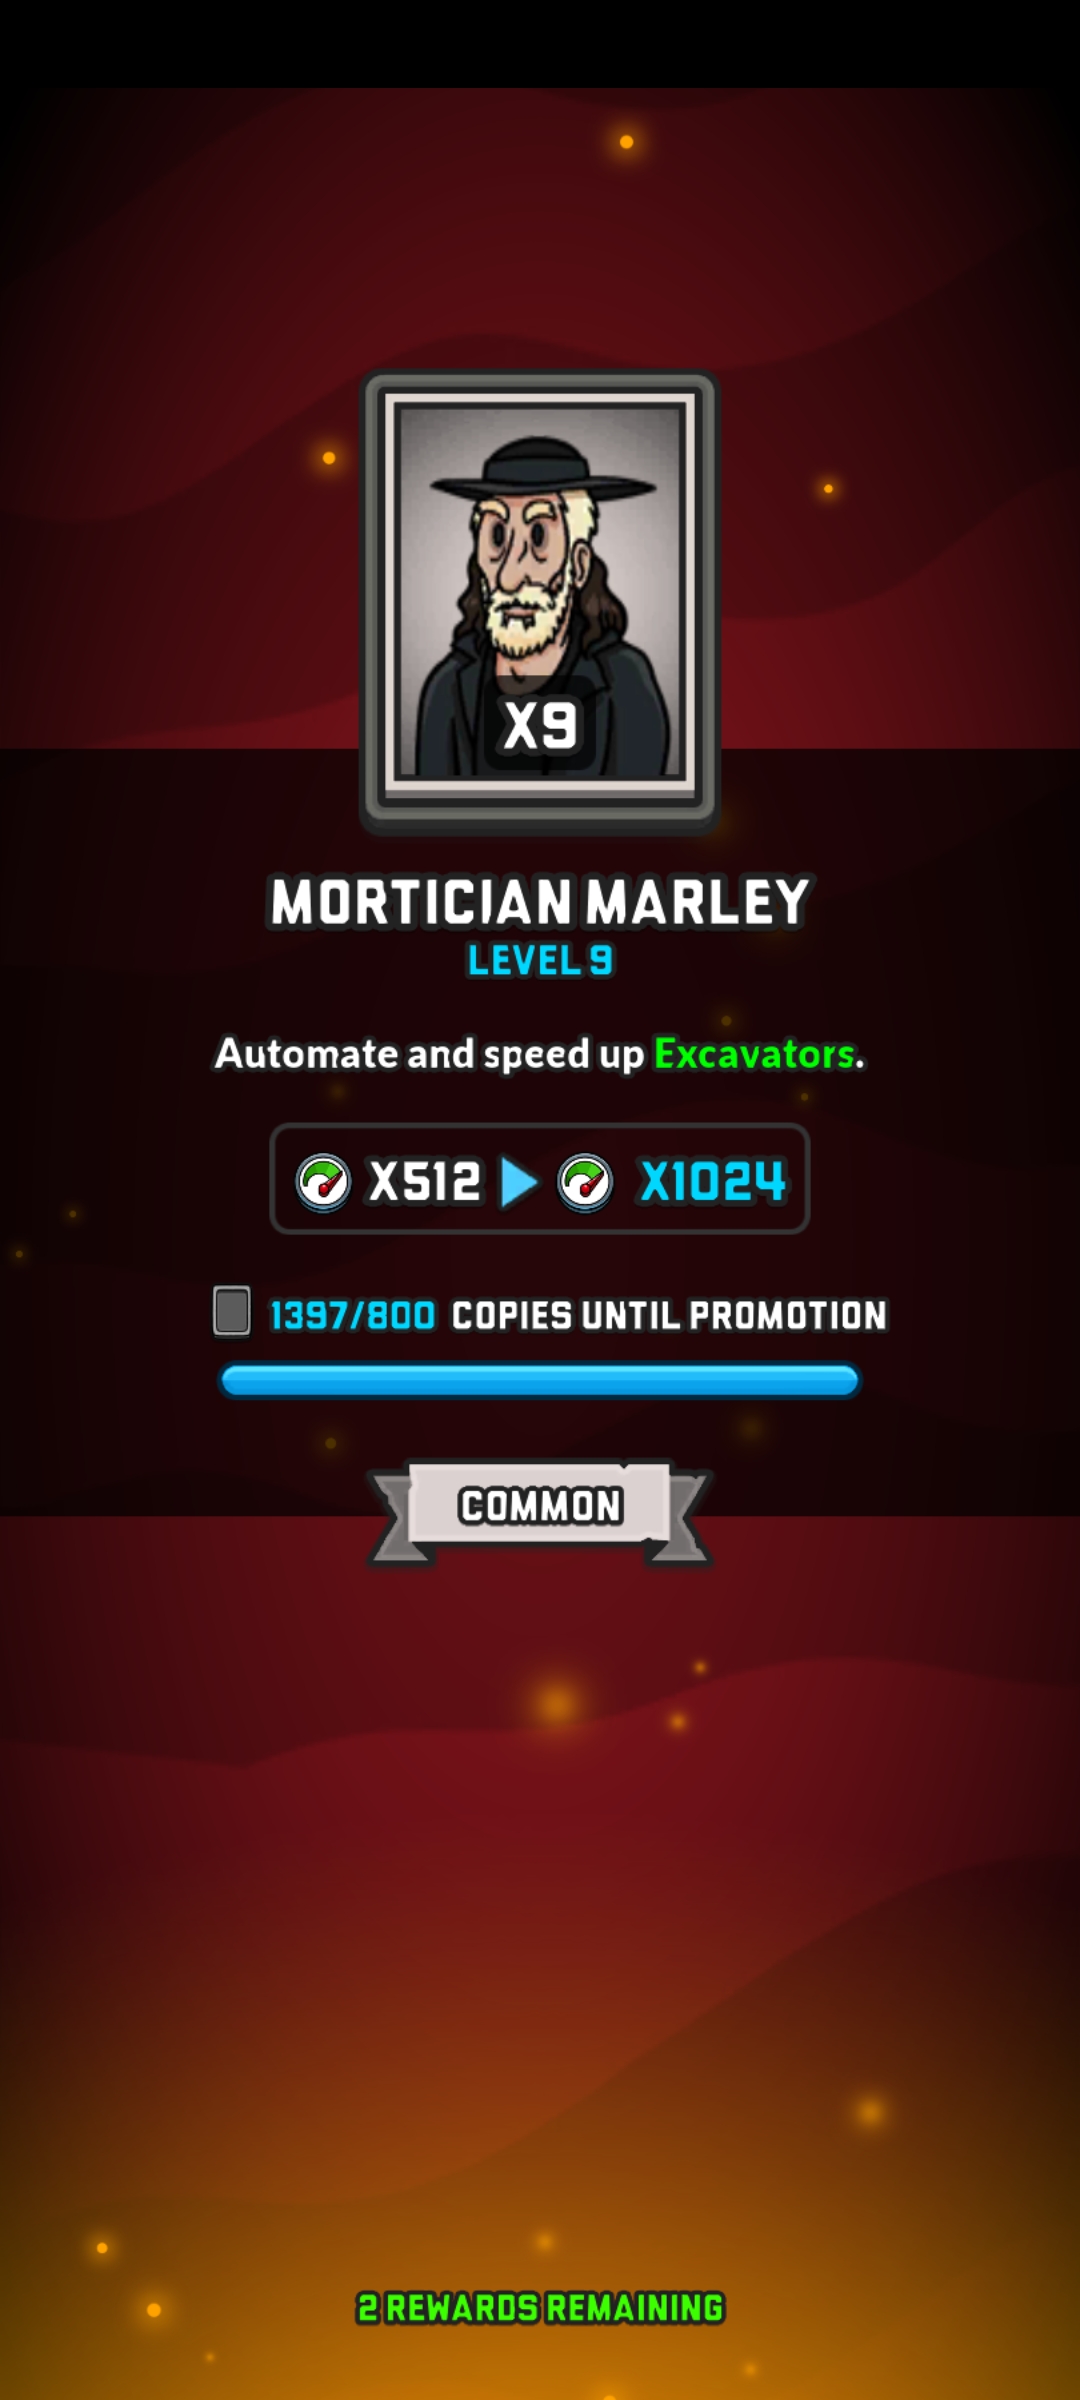 X9
MORTICIAN MARLEY
LEVEL 9
Automate and speed up Excavators.
X512 X1024
1397/800 COPIES UNTIL PROMOTION
COMMON
2 REWARDS REMAINING